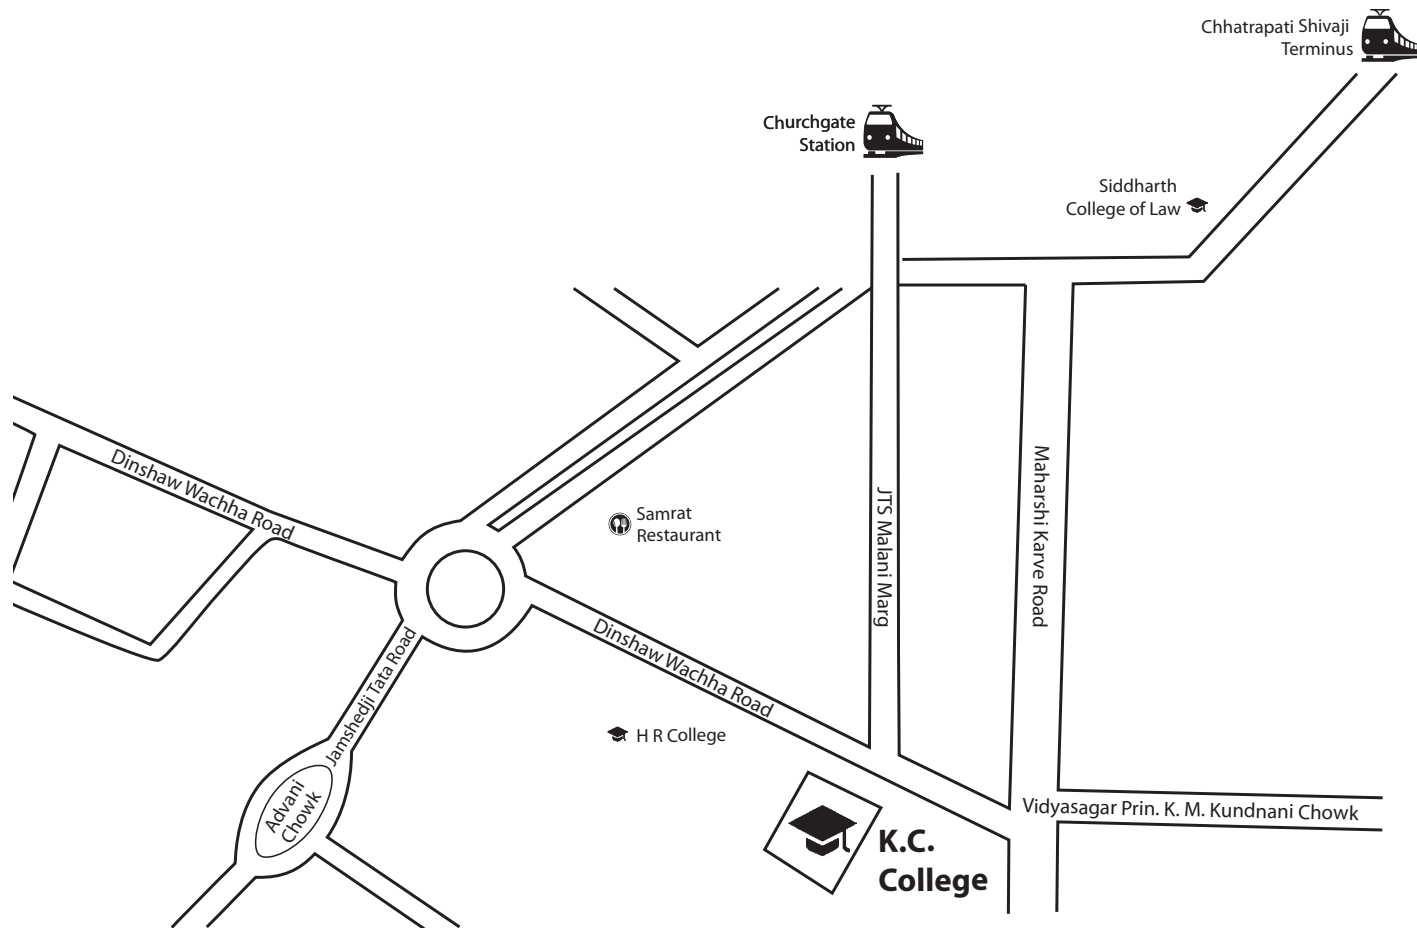 Chhatrapati Shivaji
Terminus
Churchgate
Station
Siddharth
College of Law
Dinshaw Wachha Road
Samrat
Restaurant
JTS Malani Marg
Maharshi Karve Road
Dinshaw Wachha Road
Jamshedji Tata Road
H R College
Advani
Chowk
Vidyasagar Prin. K. M. Kundnani Chowk
K.C.
College